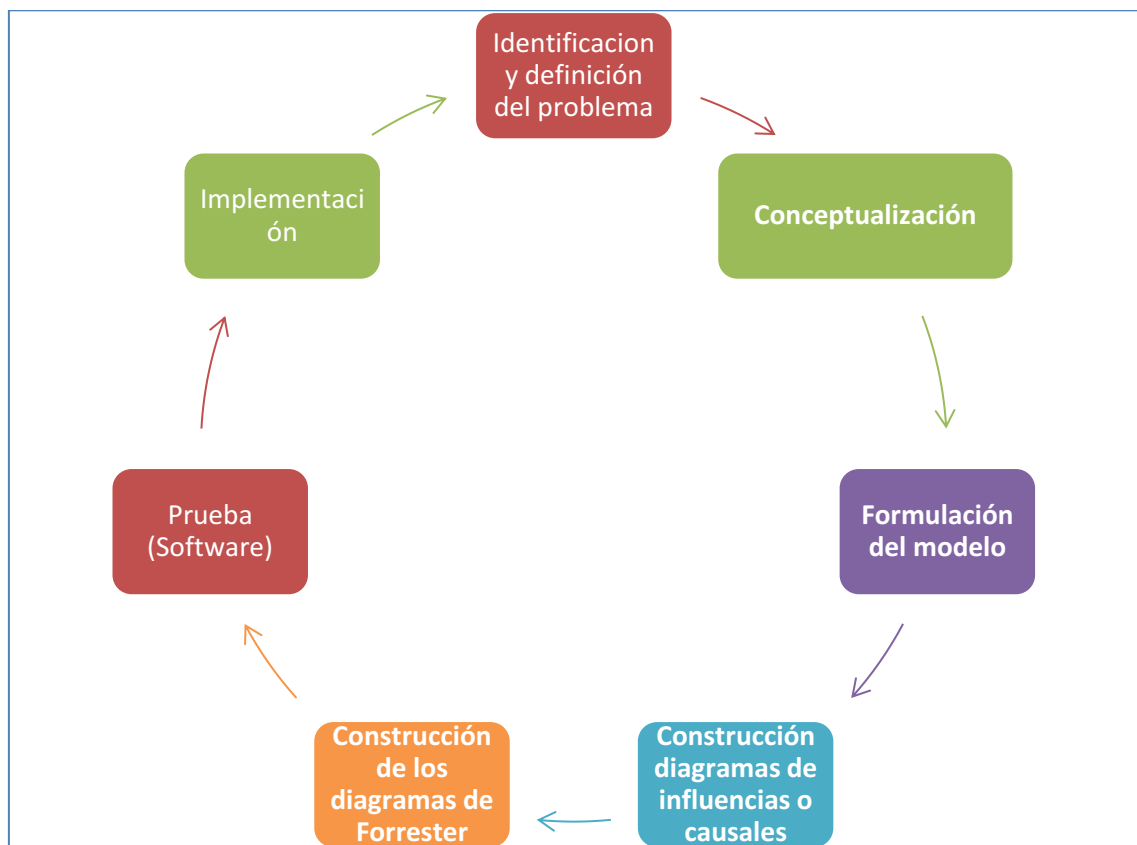 Identificacion
y definición
del problema
Conceptualización
Formulación
del modelo
Construcción
diagramas de
influencias o
causales
Construcción
de los
diagramas de
Forrester
Prueba
(Software)
Implementaci
ón